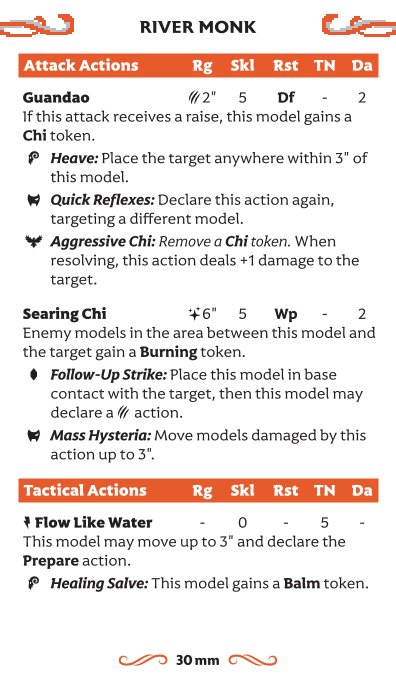 RIVER MONK
Attack Actions Rg Skl Rst TN Da
Guandao 2" 5 Df - 2
If this attack receives a raise, this model gains a
Chi token.
Heave: Place the target anywhere within 3" of
this model.
Quick Reflexes: Declare this action again,
targeting a different model.
Aggressive Chi: Remove a Chi token. When
resolving, this action deals +1 damage to the
target.
Searing Chi 6" 5 Wp - 2
Enemy models in the area between this model and
the target gain a Burning token.
Follow-Up Strike: Place this model in base
contact with the target, then this model may
declare a action.
Mass Hysteria: Move models damaged by this
action up to 3".
Tactical Actions Rg Skl Rst TN Da
Flow Like Water - 0 - 5 -
This model may move up to 3" and declare the
Prepare action.
Healing Salve: This model gains a Balm token.
30 mm